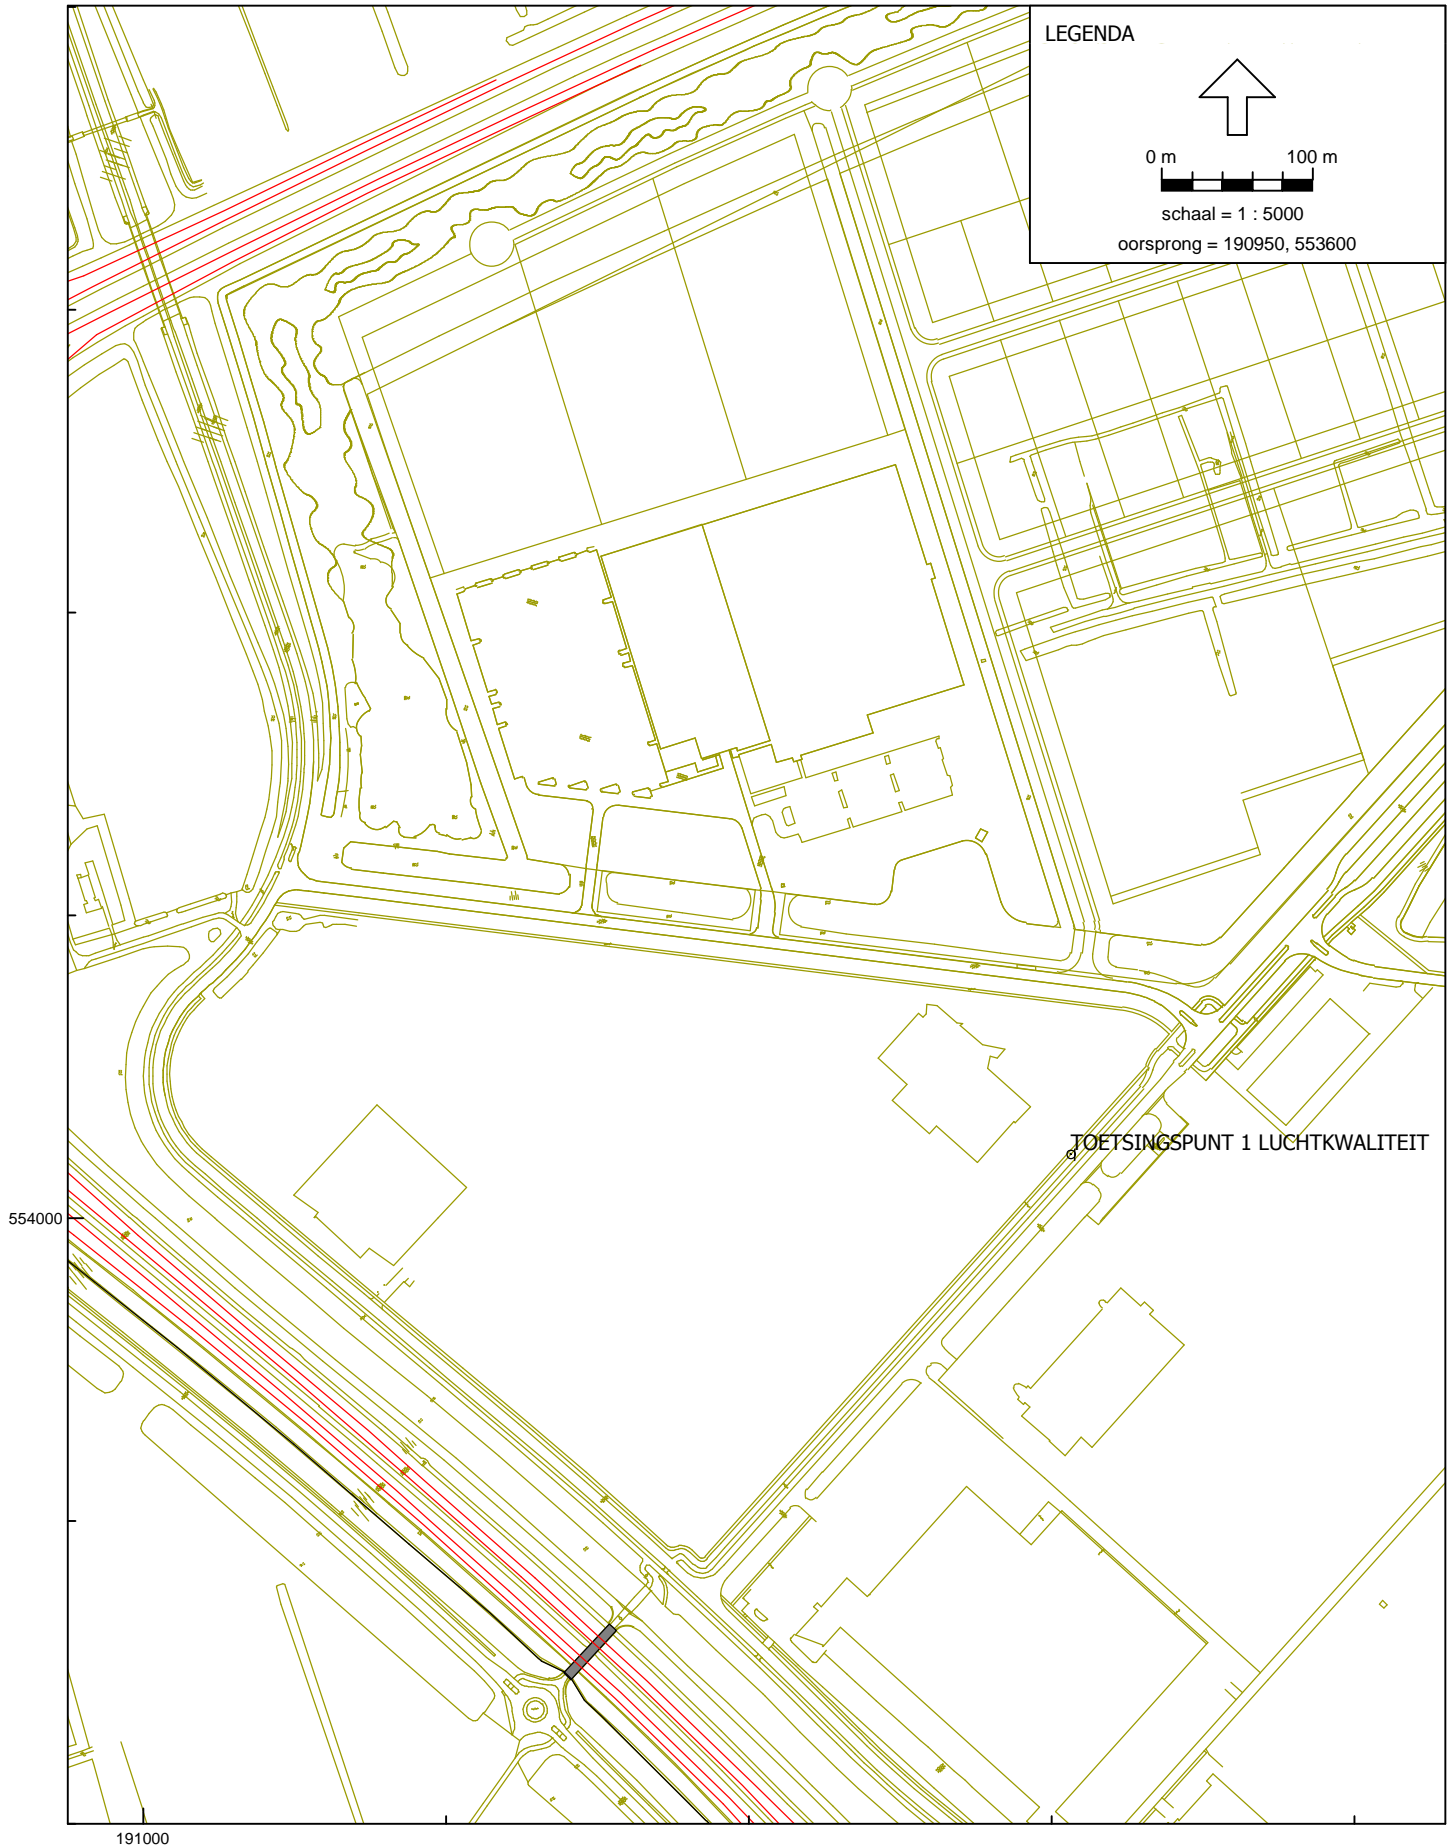 LEGENDA
0 m 100 m
schaal = 1 : 5000
oorsprong = 190950, 553600
TOETSINGSPUNT 1 LUCHTKWALITEIT
554000
191000